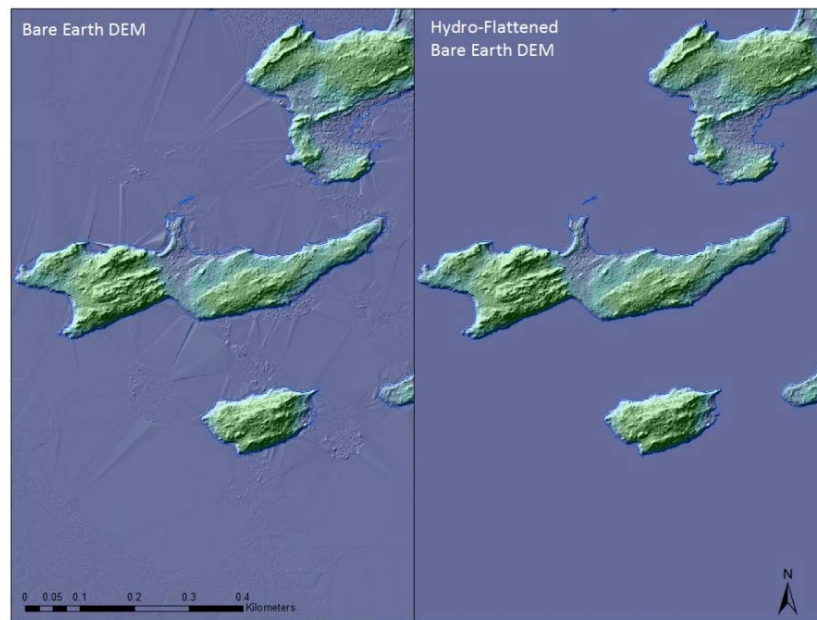 Bare Earth DEM
Hydro-Flattened
Bare Earth DEM
0 0.05 0.1 0.2 0.3 0.4
Kilometers
N